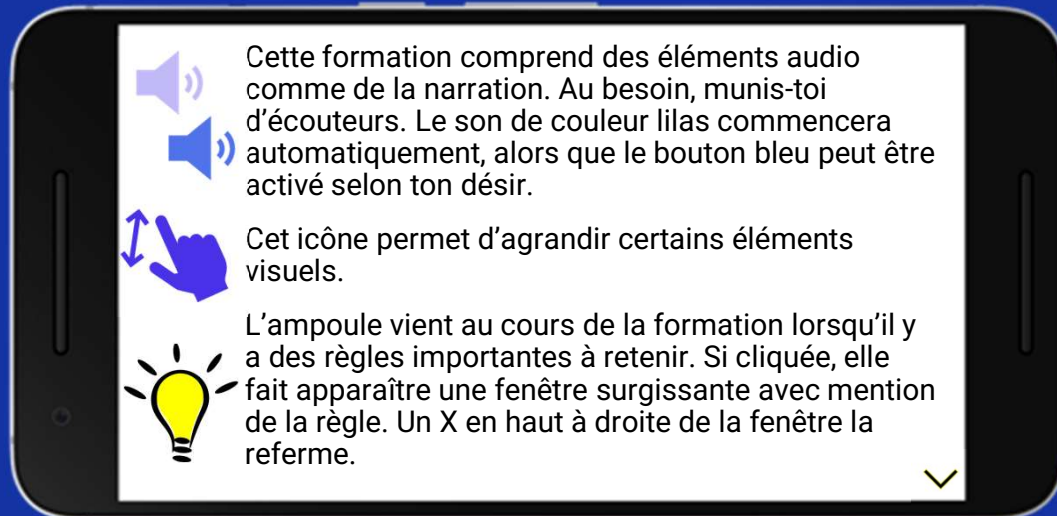 Cette formation comprend des éléments audio
comme de la narration. Au besoin, munis-toi
d'écouteurs. Le son de couleur lilas commencera
automatiquement, alors que le bouton bleu peut être
activé selon ton désir.
Cet icône permet d'agrandir certains éléments
visuels.
L'ampoule vient au cours de la formation lorsqu'il y
a des règles importantes à retenir. Si cliquée, elle
fait apparaître une fenêtre surgissante avec mention
de la règle. Un X en haut à droite de la fenêtre la
referme.